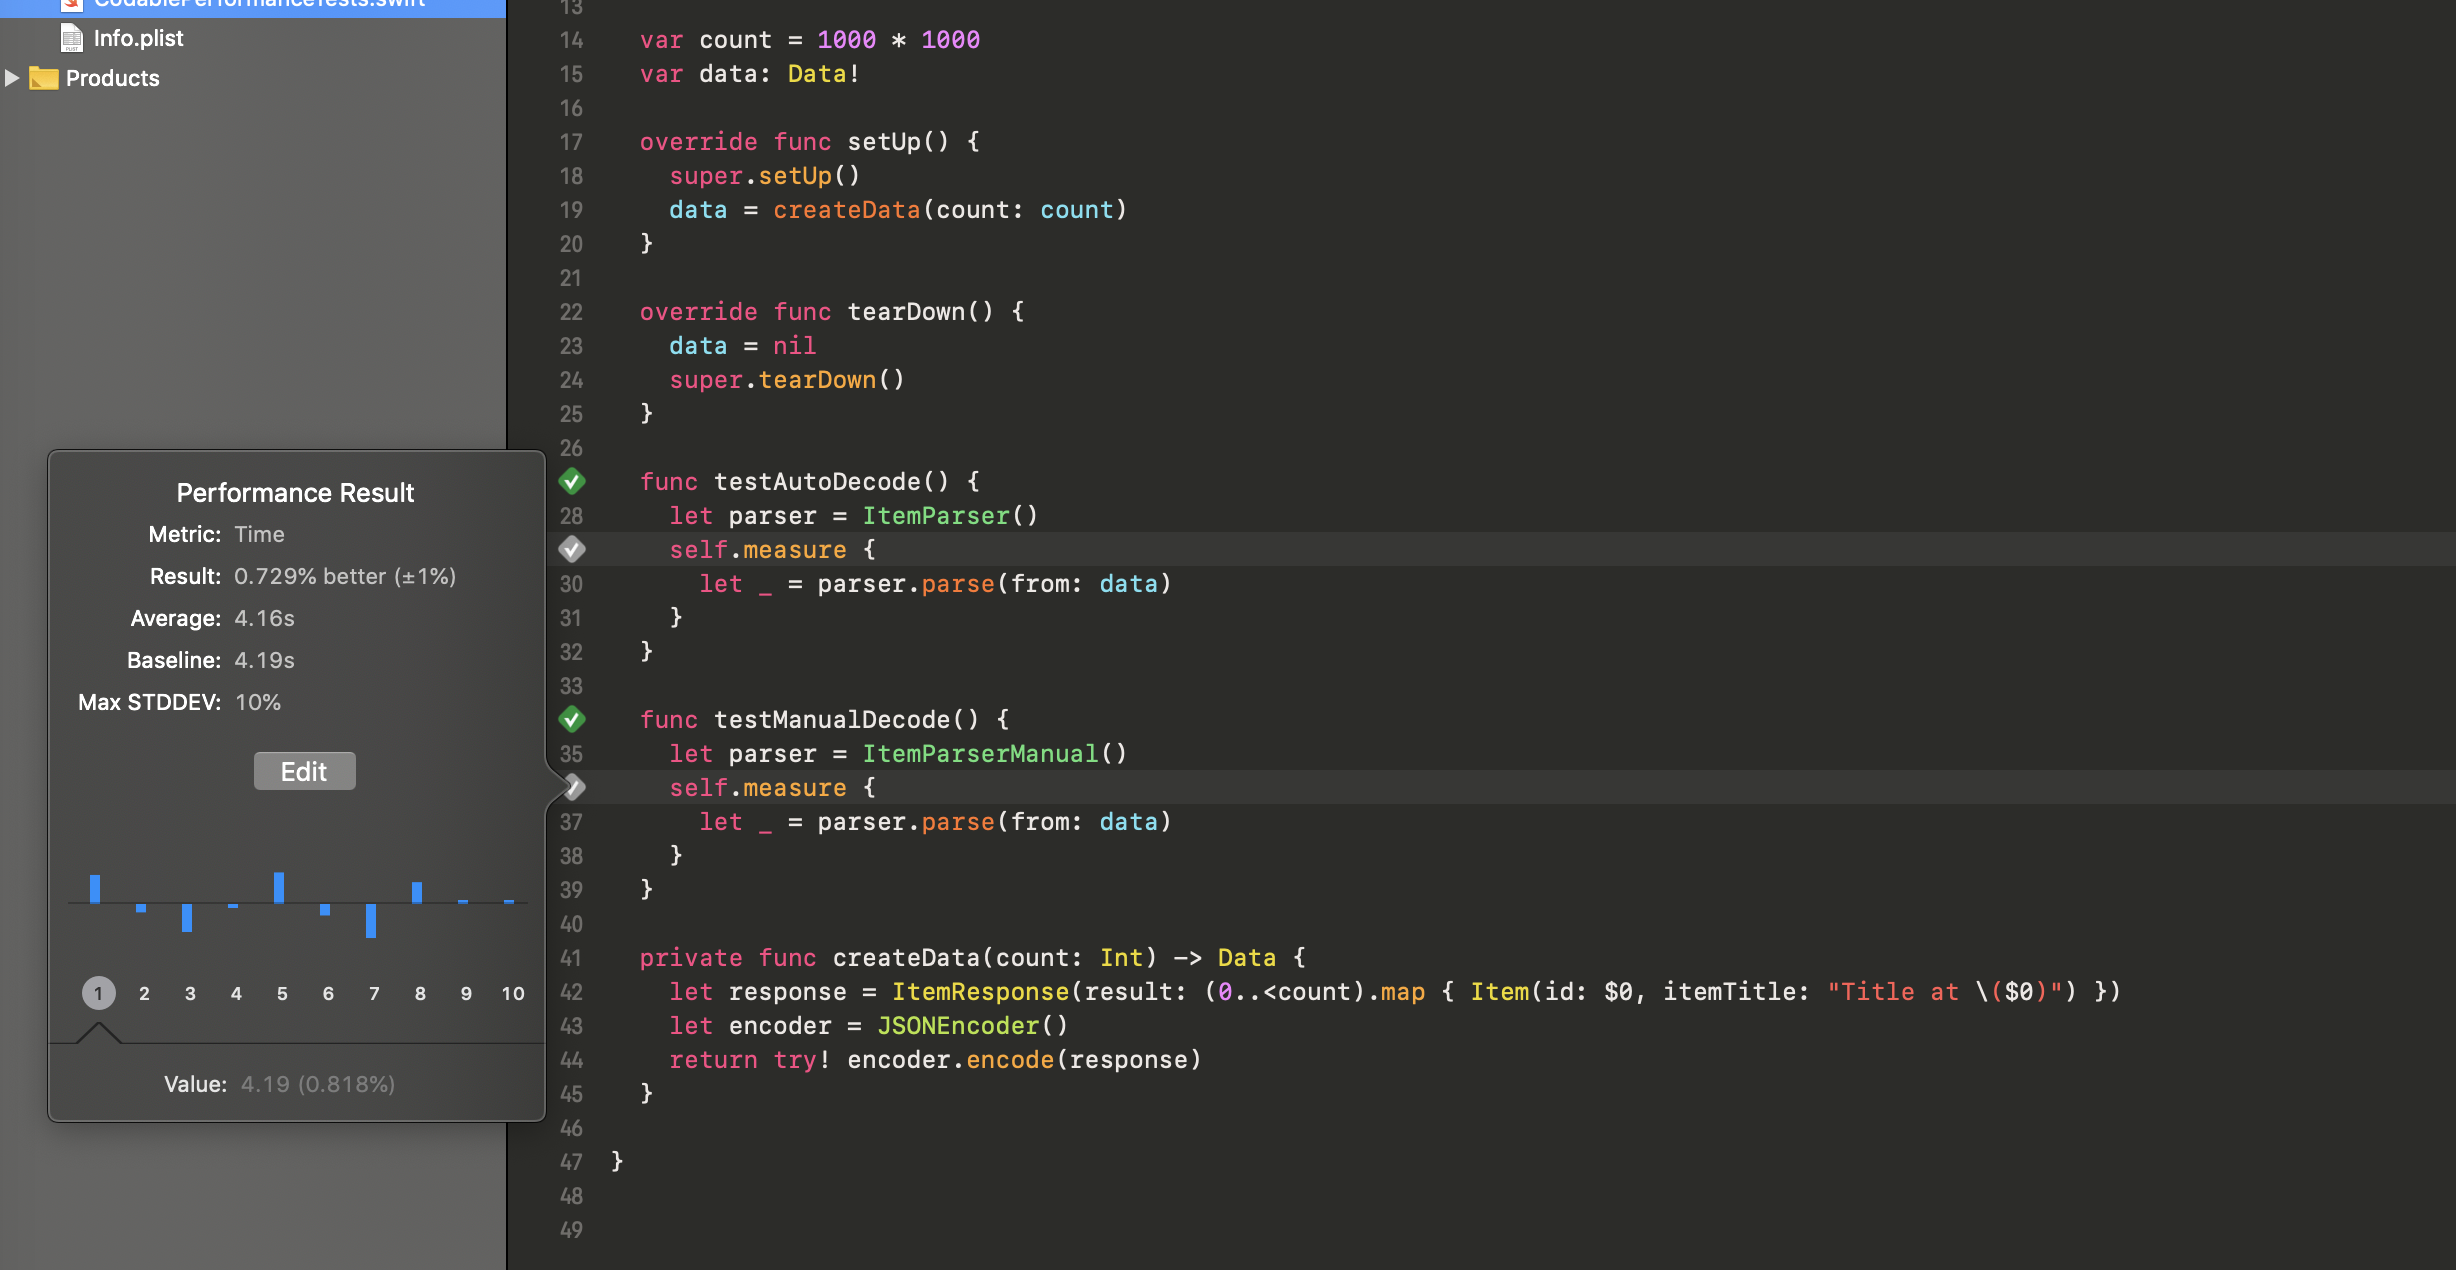 CodablePerformanceTests.swift
Info.plist
Products
Performance Result
Metric: Time
Result: 0.729% better (±1%)
Average: 4.16s
Baseline: 4.19s
Max STDDEV: 10%
Edit
1 2 3 4 5 6 7 8 9 10
Value: 4.19 (0.818%)
13
14 var count = 1000 * 1000
15 var data: Data!
16
17 override func setUp() {
18 super.setUp()
19 data = createData(count: count)
20 }
21
22 override func tearDown() {
23 data = nil
24 super.tearDown()
25 }
26
func testAutoDecode() {
28 let parser = ItemParser()
self.measure {
30 let _ = parser.parse(from: data)
31 }
32 }
33
func testManualDecode() {
35 let parser = ItemParserManual()
self.measure {
37 let _ = parser.parse(from: data)
38 }
39 }
40
41 private func createData(count: Int) -> Data {
42 let response = ItemResponse(result: (0..<count).map { Item(id: $0, itemTitle: "Title at \($0)") })
43 let encoder = JSONEncoder()
44 return try! encoder.encode(response)
45 }
46
47 }
48
49